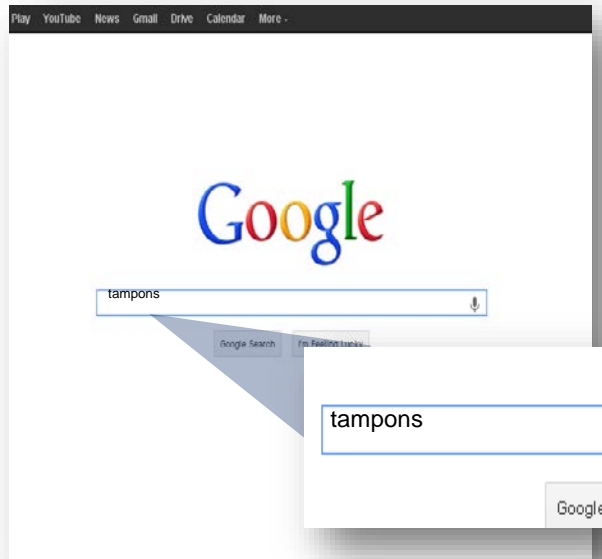 Play YouTube News Gmail Drive Calendar More -
Google
tampons
Google Search I'm Feeling Lucky
tampons
Google